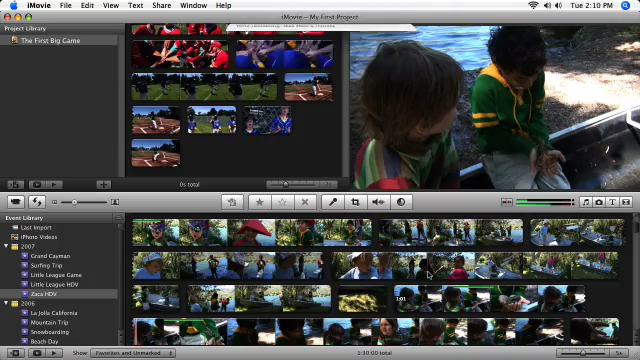 iMovie File Edit View Text Share Window Help Tue 2:10 PM
iMovie – My First Project
Project Library
The First Big Game
0s total
Event Library
Last Import
iPhoto Videos
2007
Grand Cayman
Surfing Trip
Little League Game
Little League HDV
Zaca HDV
2006
La Jolla California
Mountain Trip
Snowboarding
Beach Day
1:01
Show: Favorites and Unmarked
1:30:00 total
5s